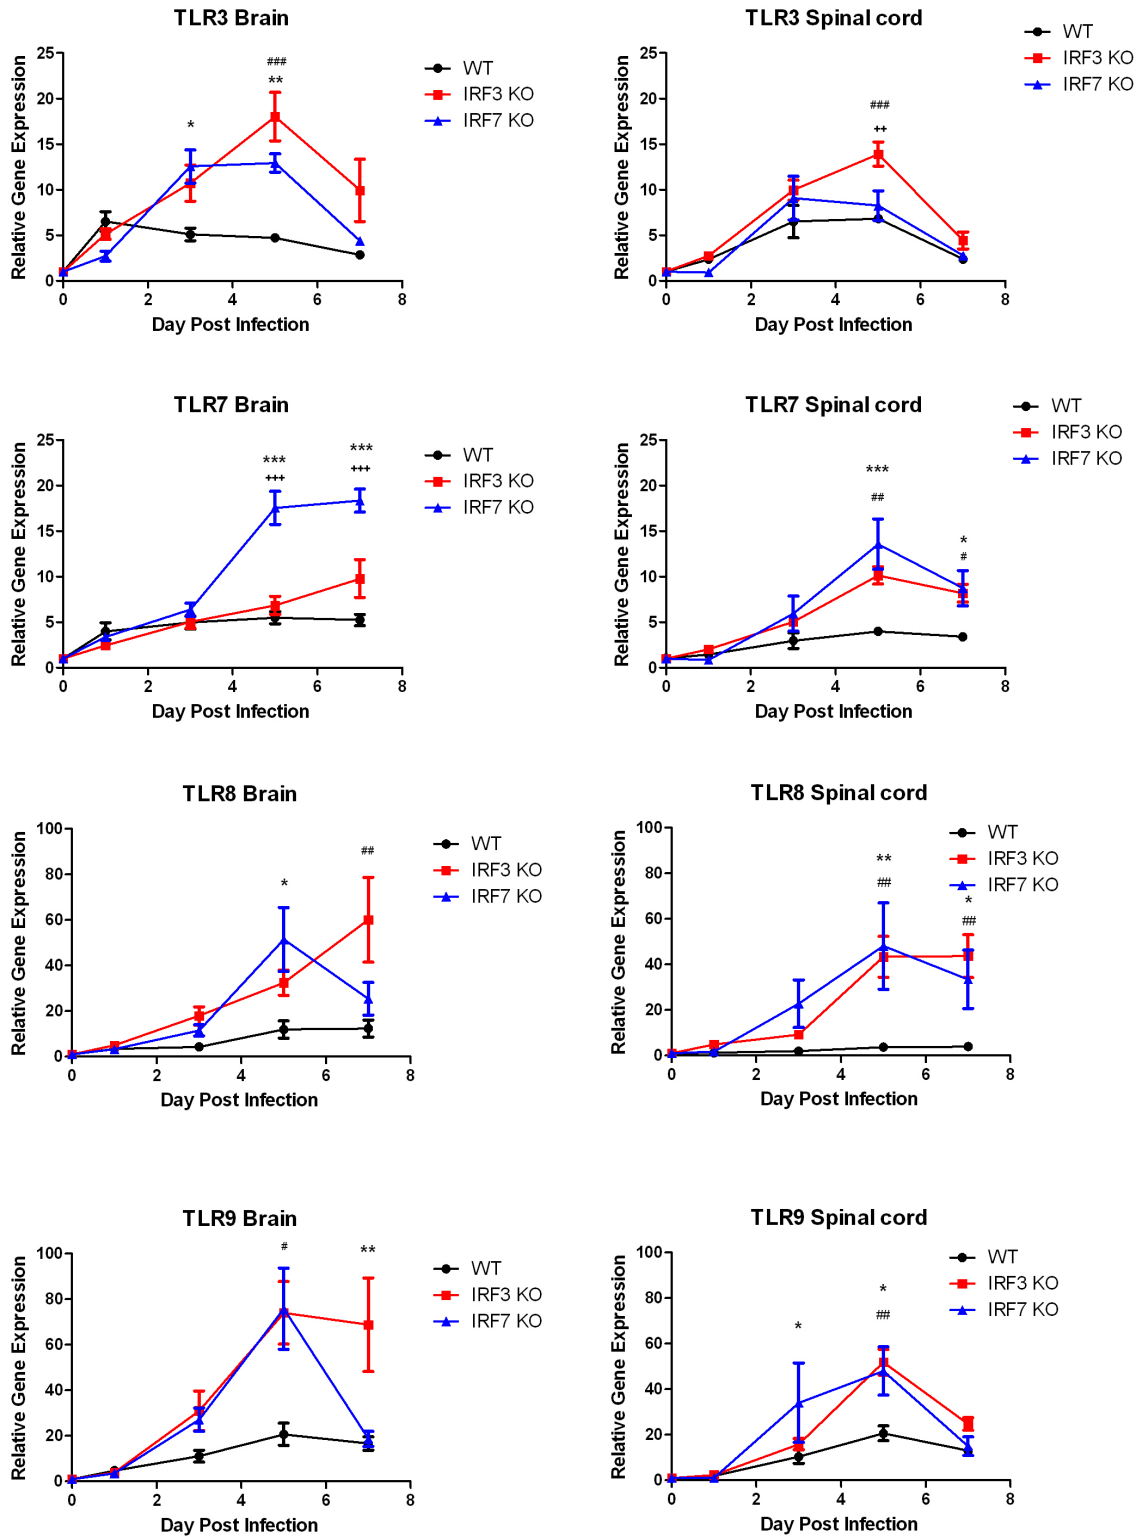 TLR3 Brain
Relative Gene Expression
25
20
15
10
5
0
0 2 4 6 8
Day Post Infection
*
###
**
WT
IRF3 KO
IRF7 KO
TLR3 Spinal cord
Relative Gene Expression
25
20
15
10
5
0
0 2 4 6 8
Day Post Infection
###
++
WT
IRF3 KO
IRF7 KO
TLR7 Brain
Relative Gene Expression
25
20
15
10
5
0
0 2 4 6 8
Day Post Infection
***
+++
***
+++
WT
IRF3 KO
IRF7 KO
TLR7 Spinal cord
Relative Gene Expression
25
20
15
10
5
0
0 2 4 6 8
Day Post Infection
***
##
*
#
WT
IRF3 KO
IRF7 KO
TLR8 Brain
Relative Gene Expression
100
80
60
40
20
0
0 2 4 6 8
Day Post Infection
*
##
WT
IRF3 KO
IRF7 KO
TLR8 Spinal cord
Relative Gene Expression
100
80
60
40
20
0
0 2 4 6 8
Day Post Infection
**
##
*
##
WT
IRF3 KO
IRF7 KO
TLR9 Brain
Relative Gene Expression
100
80
60
40
20
0
0 2 4 6 8
Day Post Infection
#
**
WT
IRF3 KO
IRF7 KO
TLR9 Spinal cord
Relative Gene Expression
100
80
60
40
20
0
0 2 4 6 8
Day Post Infection
*
*
##
WT
IRF3 KO
IRF7 KO